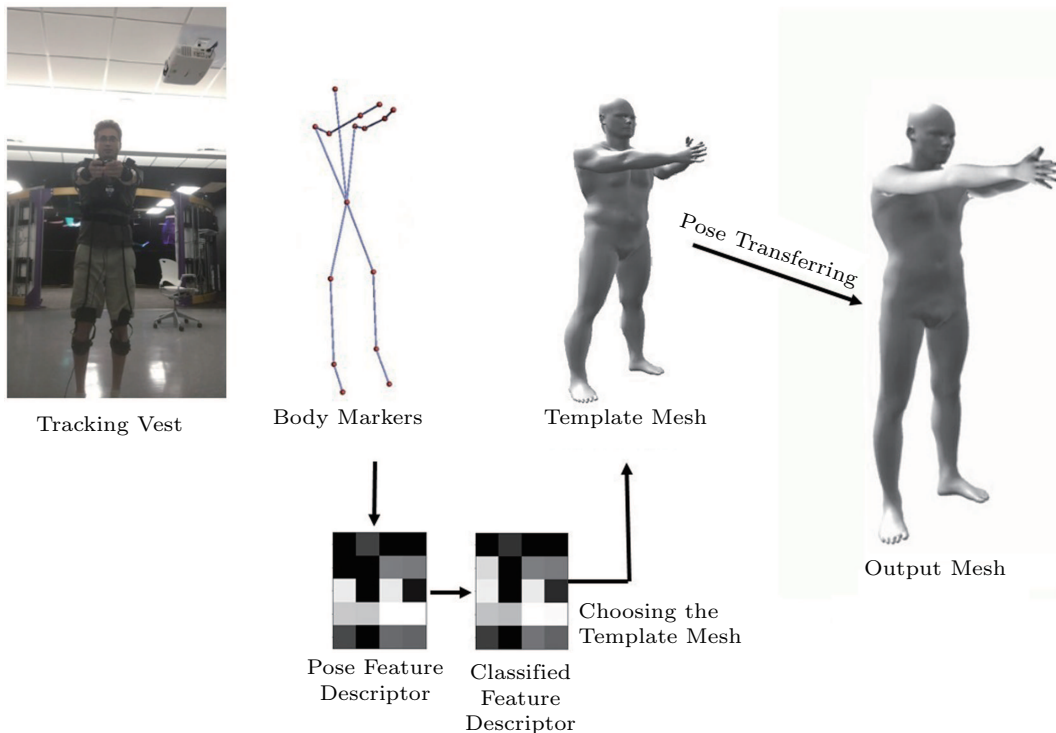 Tracking Vest
Body Markers
Template Mesh
Pose Transferring
Output Mesh
Pose Feature
Descriptor
Classified
Feature
Descriptor
Choosing the
Template Mesh